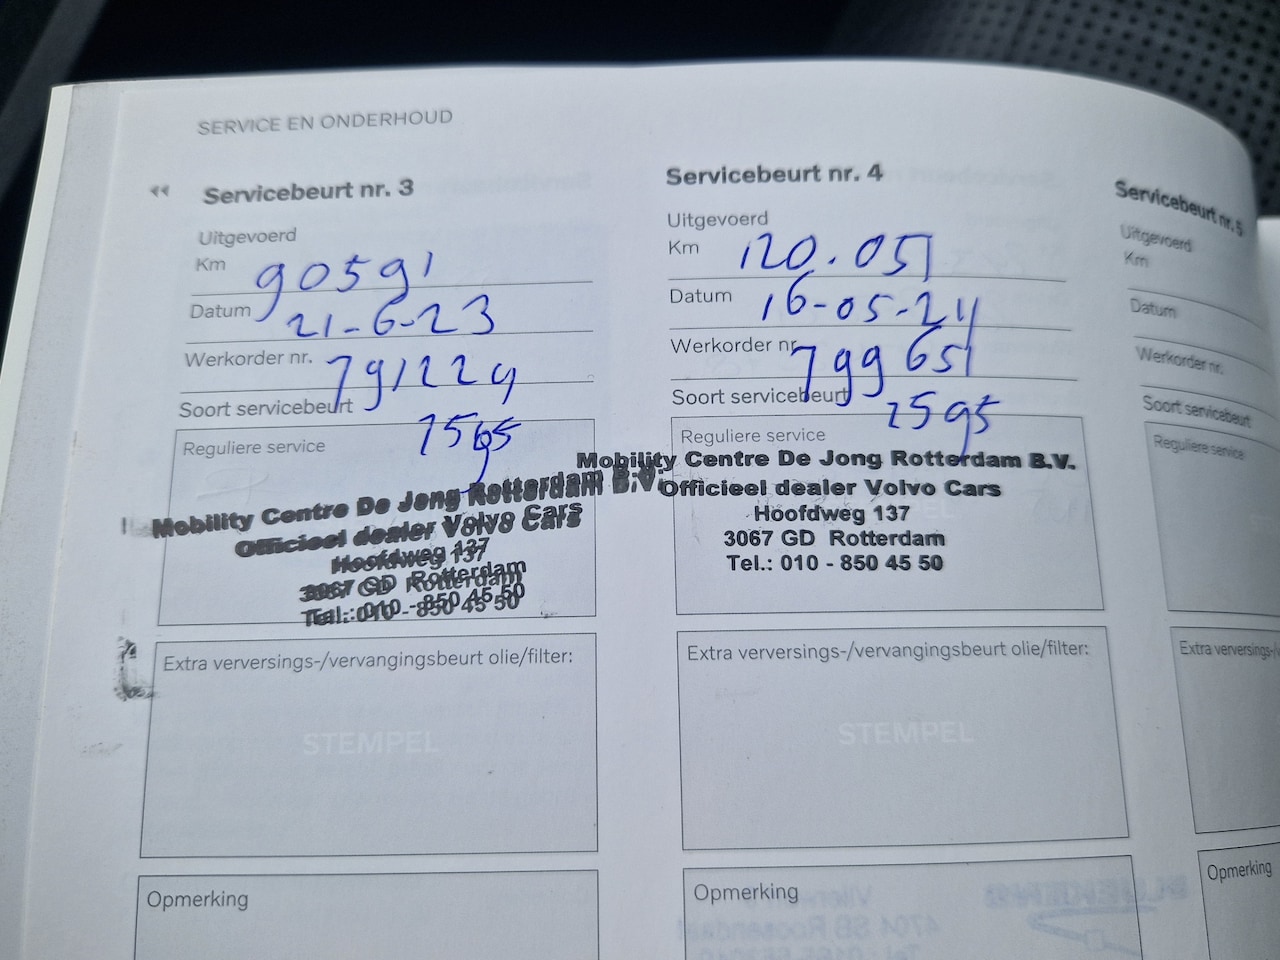 SERVICE EN ONDERHOUD
Servicebeurt nr. 3
Uitgevoerd
Km 90591
Datum 21-6-23
Werkorder nr. 791224
Soort servicebeurt
Reguliere service
Mobility Centre De Jong Rotterdam B.V.
Officieel dealer Volvo Cars
Hoofdweg 137
3067 GD Rotterdam
Tel.: 010 - 850 45 50
Extra verversings-/vervangingsbeurt olie/filter:
STEMPEL
Opmerking
Servicebeurt nr. 4
Uitgevoerd
Km 120.051
Datum 16-05-24
Werkorder nr. 799651
Soort servicebeurt
Reguliere service
Mobility Centre De Jong Rotterdam B.V.
Officieel dealer Volvo Cars
Hoofdweg 137
3067 GD Rotterdam
Tel.: 010 - 850 45 50
Extra verversings-/vervangingsbeurt olie/filter:
STEMPEL
Opmerking
Servicebeurt nr. 5
Uitgevoerd
Km
Datum
Werkorder nr.
Soort servicebeurt
Reguliere service
Extra verversings-/
Opmerking